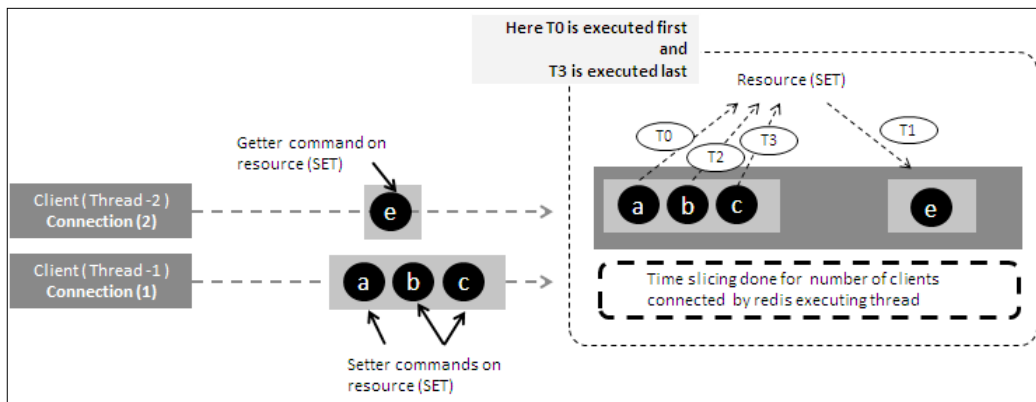 Here T0 is executed first
and
T3 is executed last
Resource (SET)
T0
T2
T3
T1
Getter command on
resource (SET)
Client ( Thread -2 )
Connection (2)
e
a
b
c
e
Client ( Thread -1 )
Connection (1)
a
b
c
Time slicing done for number of clients
connected by redis executing thread
Setter commands on
resource (SET)